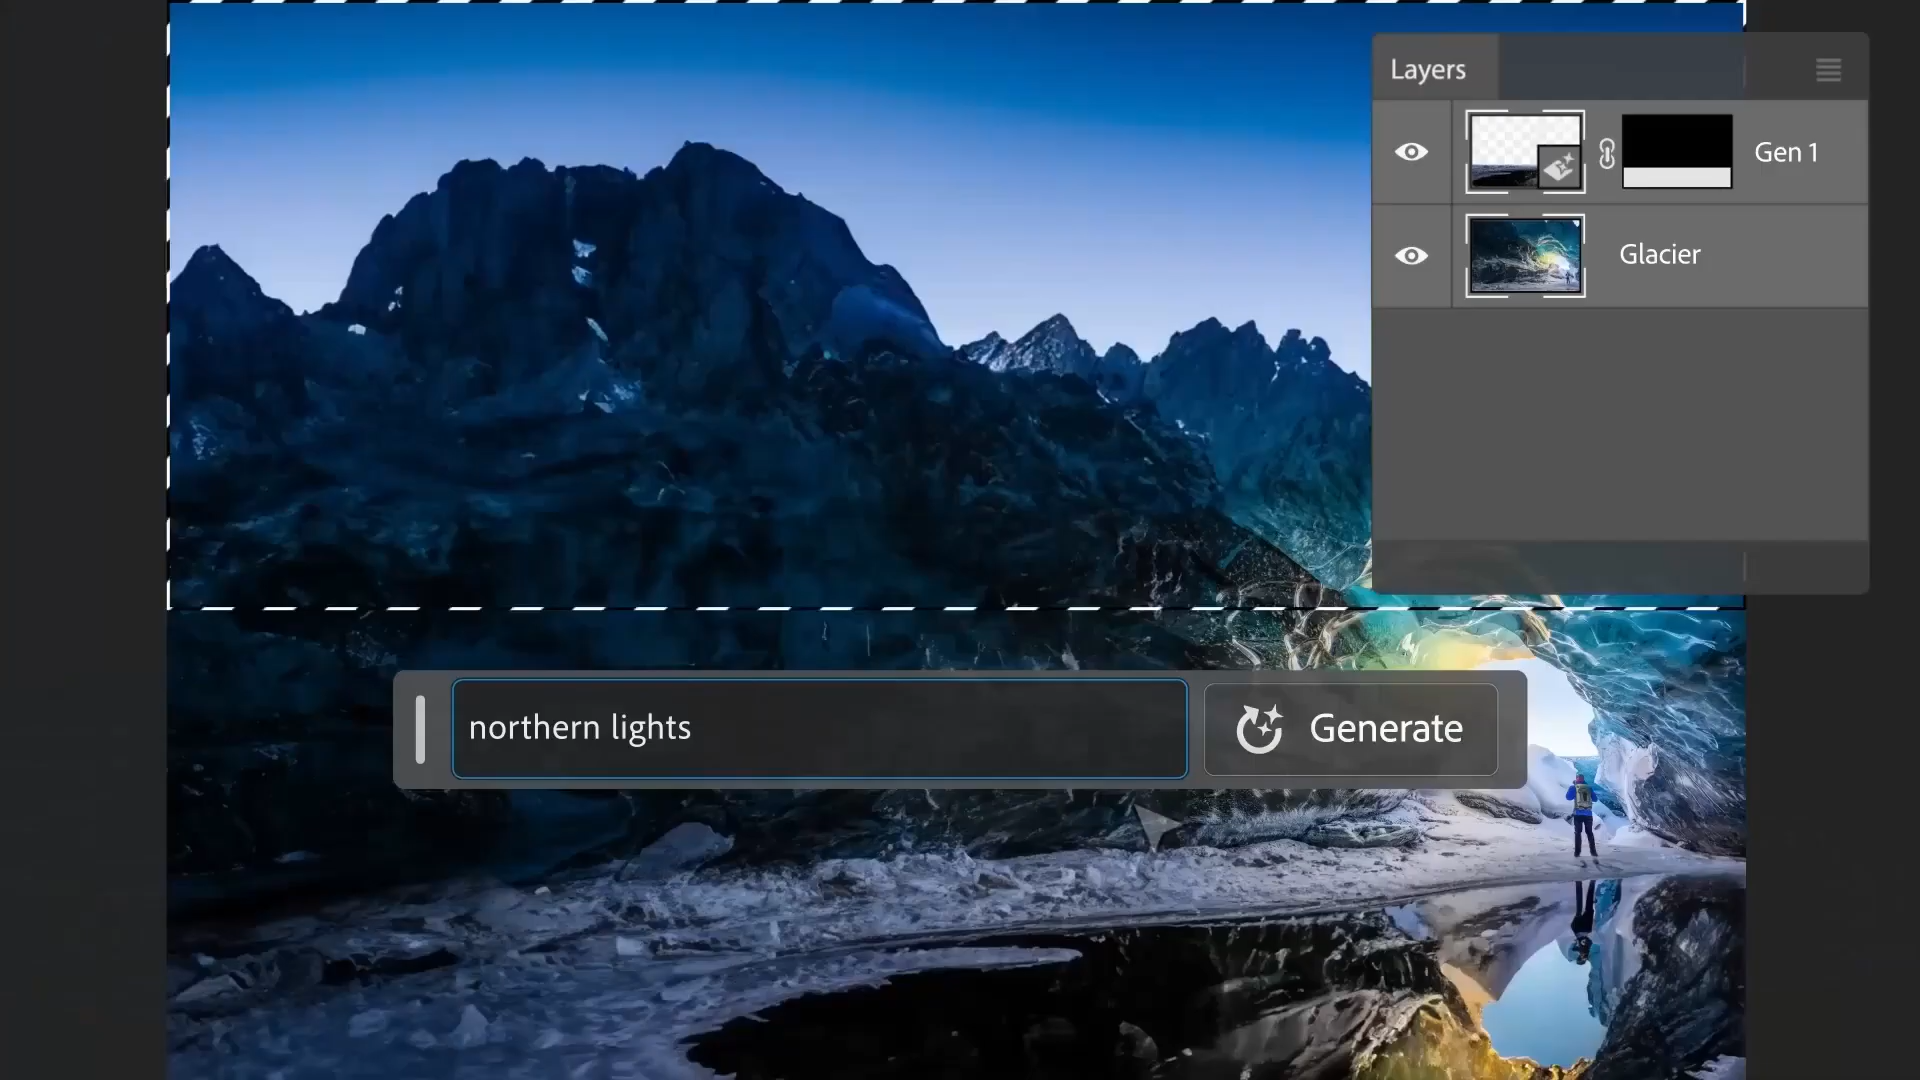 Layers
Gen 1
Glacier
northern lights
Generate